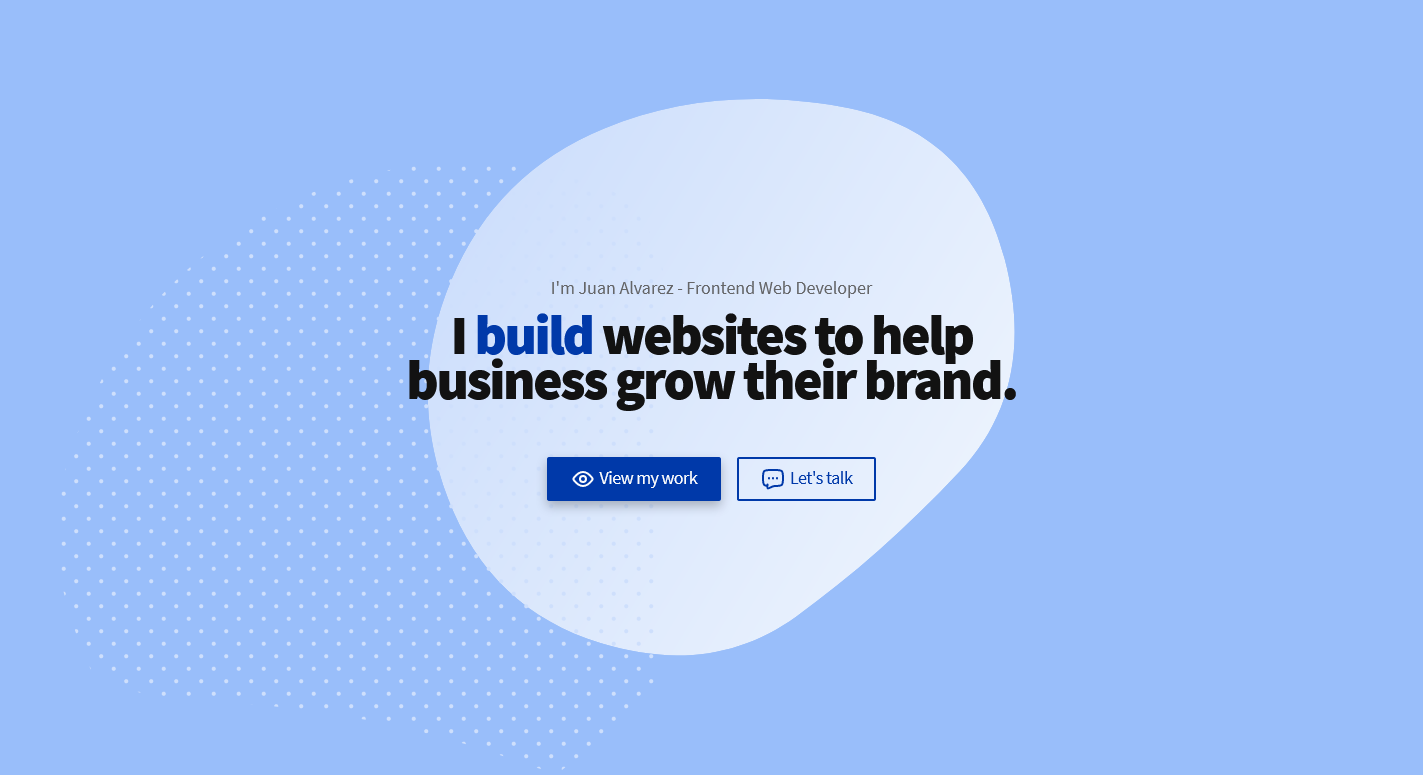 I'm Juan Alvarez - Frontend Web Developer
I build websites to help
business grow their brand.
View my work
Let's talk